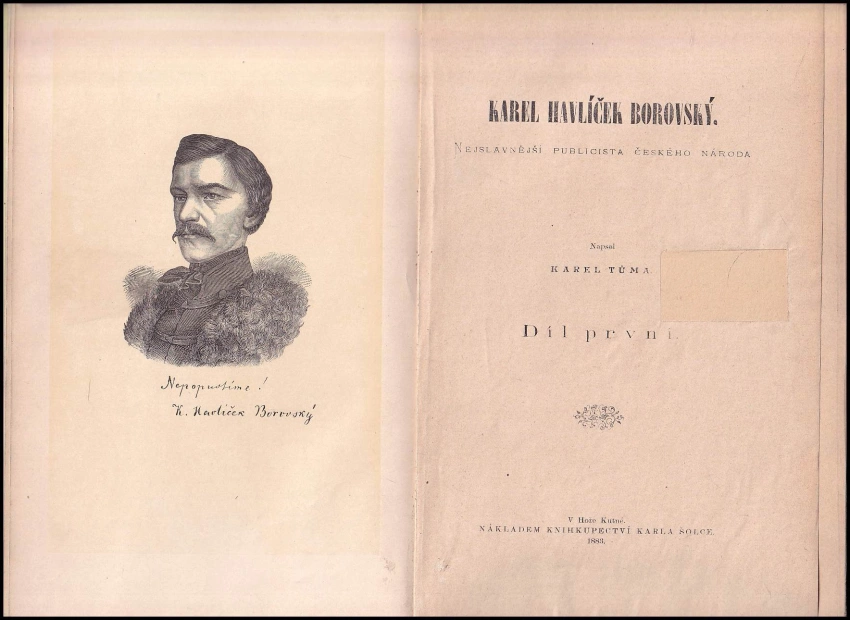 Nepopustíme!
K. Havlíček Borovský
KAREL HAVLÍČEK BOROVSKÝ.
NEJSLAVNĚJŠÍ PUBLICISTA ČESKÉHO NÁRODA
Napsal
KAREL TŮMA.
Díl první.
V Hoře Kutné.
NÁKLADEM KNIHKUPECTVÍ KARLA ŠOLCE.
1883.